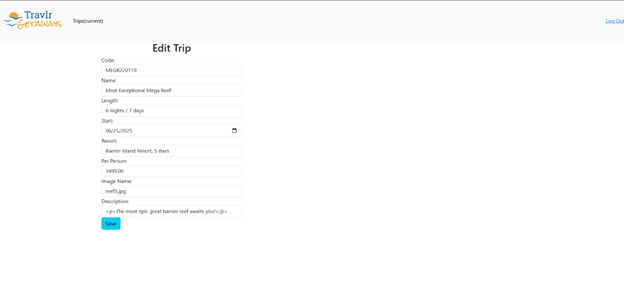 Travlr
GETAWAYS
Trips(current)
Log Out
Edit Trip
Code:
MEGR220119
Name:
Most Exceptional Mega Reef
Length:
6 nights / 7 days
Start:
06/25/2025
Resort:
Barrier Island Resort, 5 stars
Per Person:
3499.00
Image Name:
reef3.jpg
Description:
<p>The most epic great barrier reef awaits you!</p>
Save